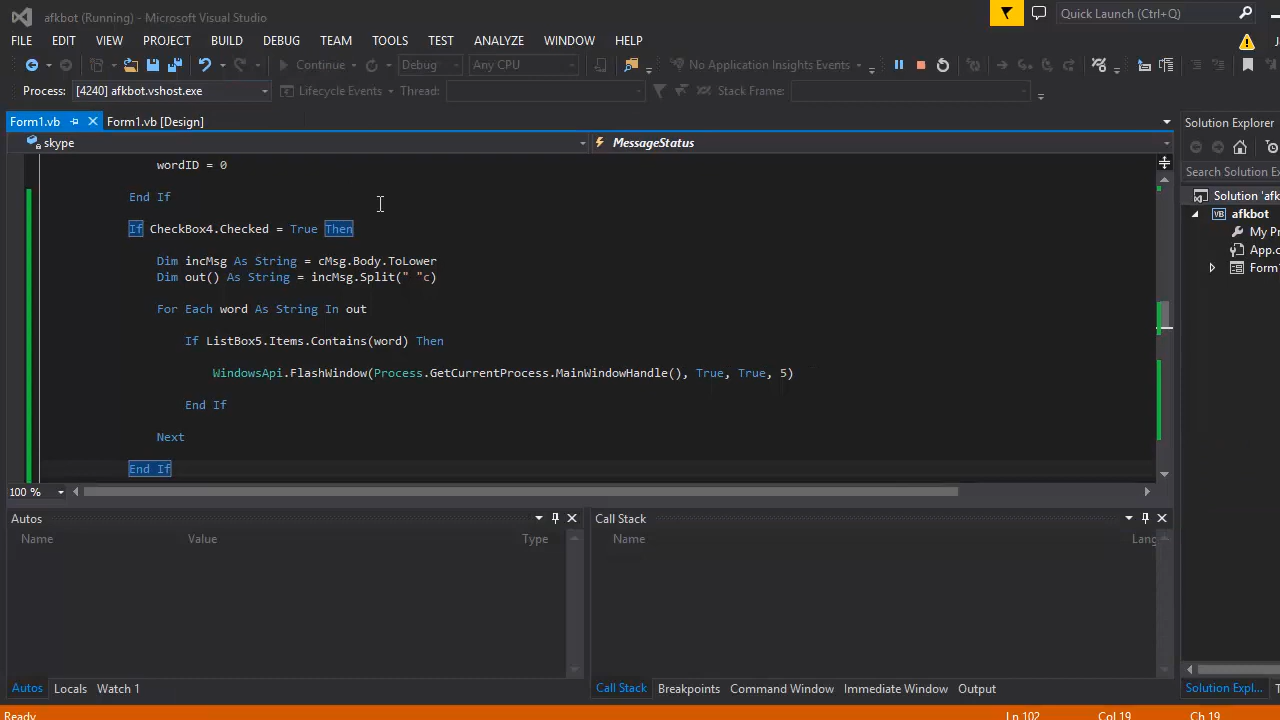 afkbot (Running) - Microsoft Visual Studio
Quick Launch (Ctrl+Q)
FILE EDIT VIEW PROJECT BUILD DEBUG TEAM TOOLS TEST ANALYZE WINDOW HELP
Continue Debug Any CPU No Application Insights Events
Process: [4240] afkbot.vshost.exe Lifecycle Events Thread: Stack Frame:
Form1.vb Form1.vb [Design]
skype MessageStatus
wordID = 0
End If
If CheckBox4.Checked = True Then
Dim incMsg As String = cMsg.Body.ToLower
Dim out() As String = incMsg.Split(" "c)
For Each word As String In out
If ListBox5.Items.Contains(word) Then
WindowsApi.FlashWindow(Process.GetCurrentProcess.MainWindowHandle(), True, True, 5)
End If
Next
End If
100 %
Solution Explorer
Search Solution E
Solution 'af
VB afkbot
My P
App.c
Form
Autos
Name Value Type
Call Stack
Name Lang
Autos Locals Watch 1
Call Stack Breakpoints Command Window Immediate Window Output
Solution Expl...
Ready Ln 102 Col 19 Ch 19